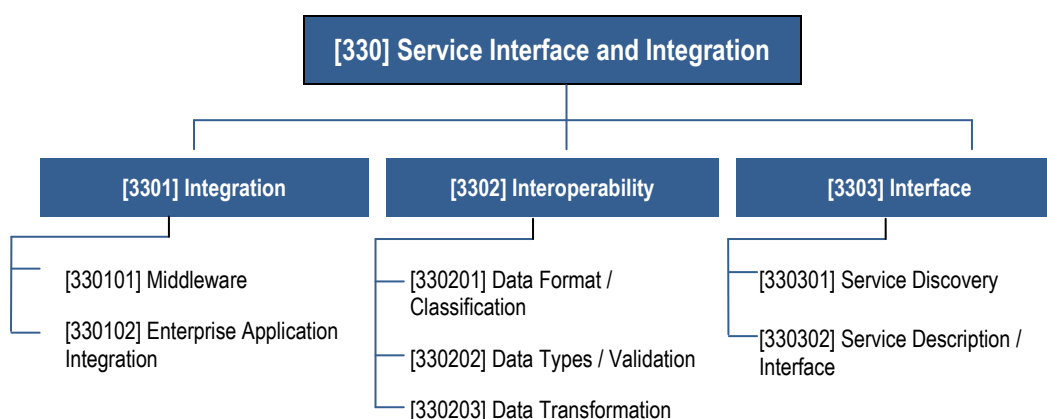 [330] Service Interface and Integration
[3301] Integration
[3302] Interoperability
[3303] Interface
[330101] Middleware
[330102] Enterprise Application
Integration
[330201] Data Format /
Classification
[330202] Data Types / Validation
[330203] Data Transformation
[330301] Service Discovery
[330302] Service Description /
Interface